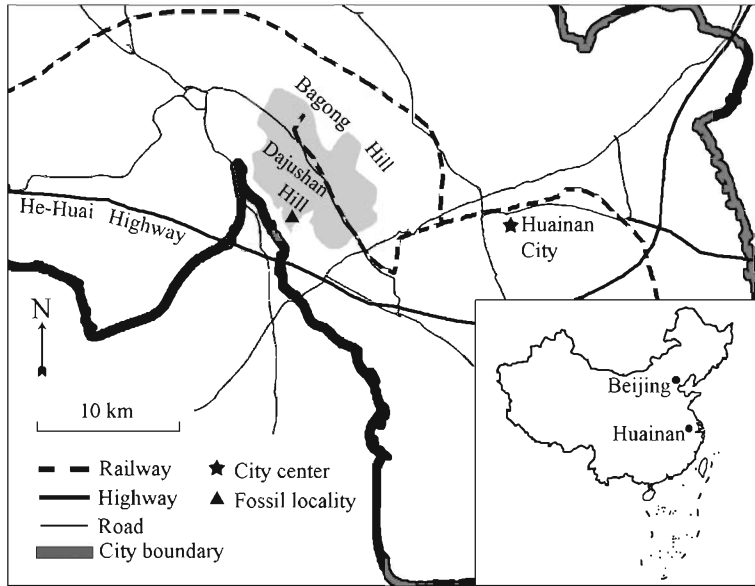 Bagong
Hill
Dajushan
Hill
He-Huai Highway
Huainan
City
N
10 km
Railway
Highway
Road
City boundary
City center
Fossil locality
Beijing
Huainan